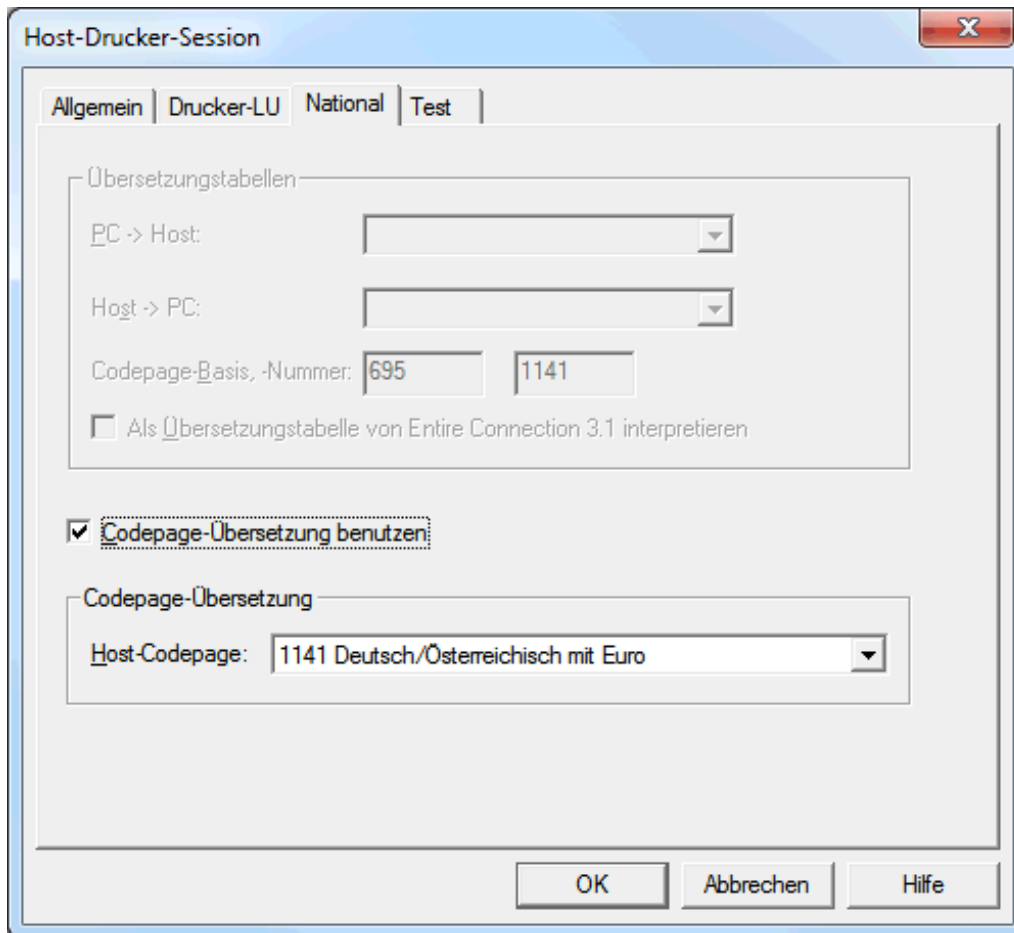 Host-Drucker-Session
Allgemein Drucker-LU National Test
Übersetzungstabellen
PC -> Host:
Host -> PC:
Codepage-Basis, -Nummer: 695 1141
Als Übersetzungstabelle von Entire Connection 3.1 interpretieren
Codepage-Übersetzung benutzen
Codepage-Übersetzung
Host-Codepage: 1141 Deutsch/Österreichisch mit Euro
OK Abbrechen Hilfe